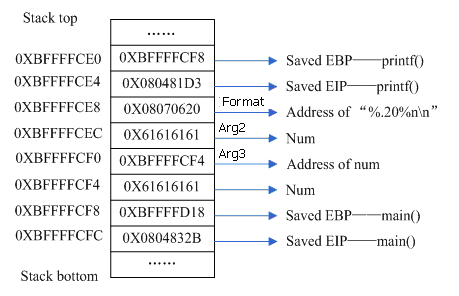 Stack top
......
0XBFFFFCE0 0XBFFFFCF8 Saved EBP——printf()
0XBFFFFCE4 0X080481D3 Saved EIP——printf()
0XBFFFFCE8 0X08070620 Format Address of “%.20%n\n”
0XBFFFFCEC 0X61616161 Arg2 Num
0XBFFFFCF0 0XBFFFFCF4 Arg3 Address of num
0XBFFFFCF4 0X61616161 Num
0XBFFFFCF8 0XBFFFFD18 Saved EBP——main()
0XBFFFFCFC 0X0804832B Saved EIP——main()
......
Stack bottom